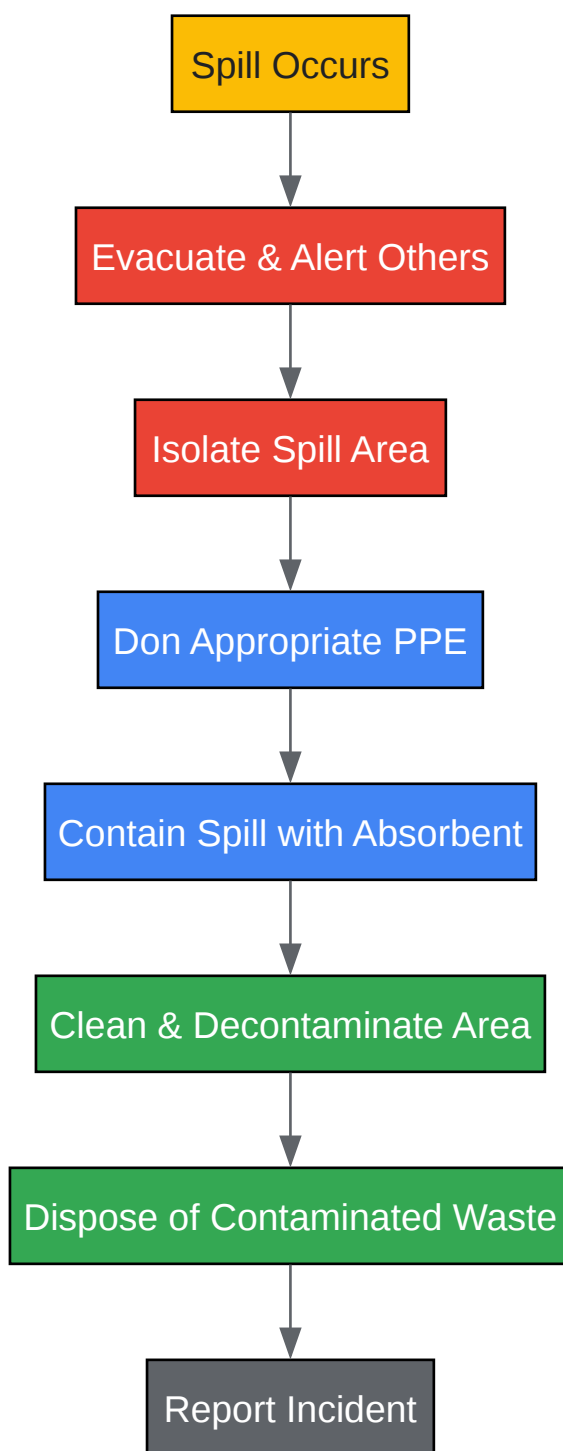 Spill Occurs
Evacuate & Alert Others
Isolate Spill Area
Don Appropriate PPE
Contain Spill with Absorbent
Clean & Decontaminate Area
Dispose of Contaminated Waste
Report Incident